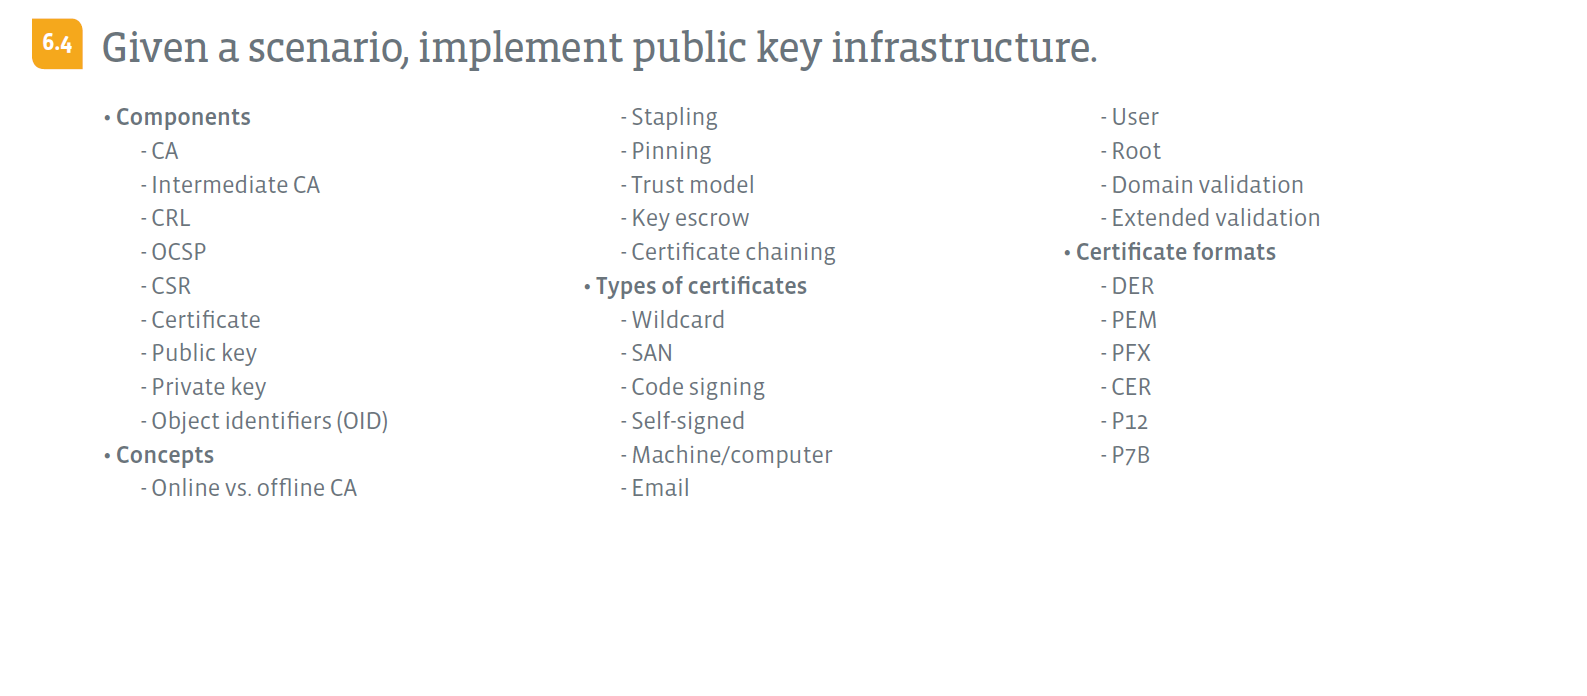 6.4 Given a scenario, implement public key infrastructure.
• Components
- CA
- Intermediate CA
- CRL
- OCSP
- CSR
- Certificate
- Public key
- Private key
- Object identifiers (OID)
• Concepts
- Online vs. offline CA
- Stapling
- Pinning
- Trust model
- Key escrow
- Certificate chaining
• Types of certificates
- Wildcard
- SAN
- Code signing
- Self-signed
- Machine/computer
- Email
- User
- Root
- Domain validation
- Extended validation
• Certificate formats
- DER
- PEM
- PFX
- CER
- P12
- P7B